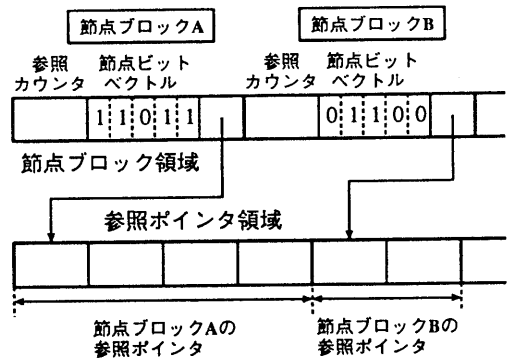 節点ブロックA
節点ブロックB
参照
カウンタ
節点ビット
ベクトル
参照
カウンタ
節点ビット
ベクトル
1 1 0 1 1
0 1 1 0 0
節点ブロック領域
参照ポインタ領域
節点ブロックAの
参照ポインタ
節点ブロックBの
参照ポインタ